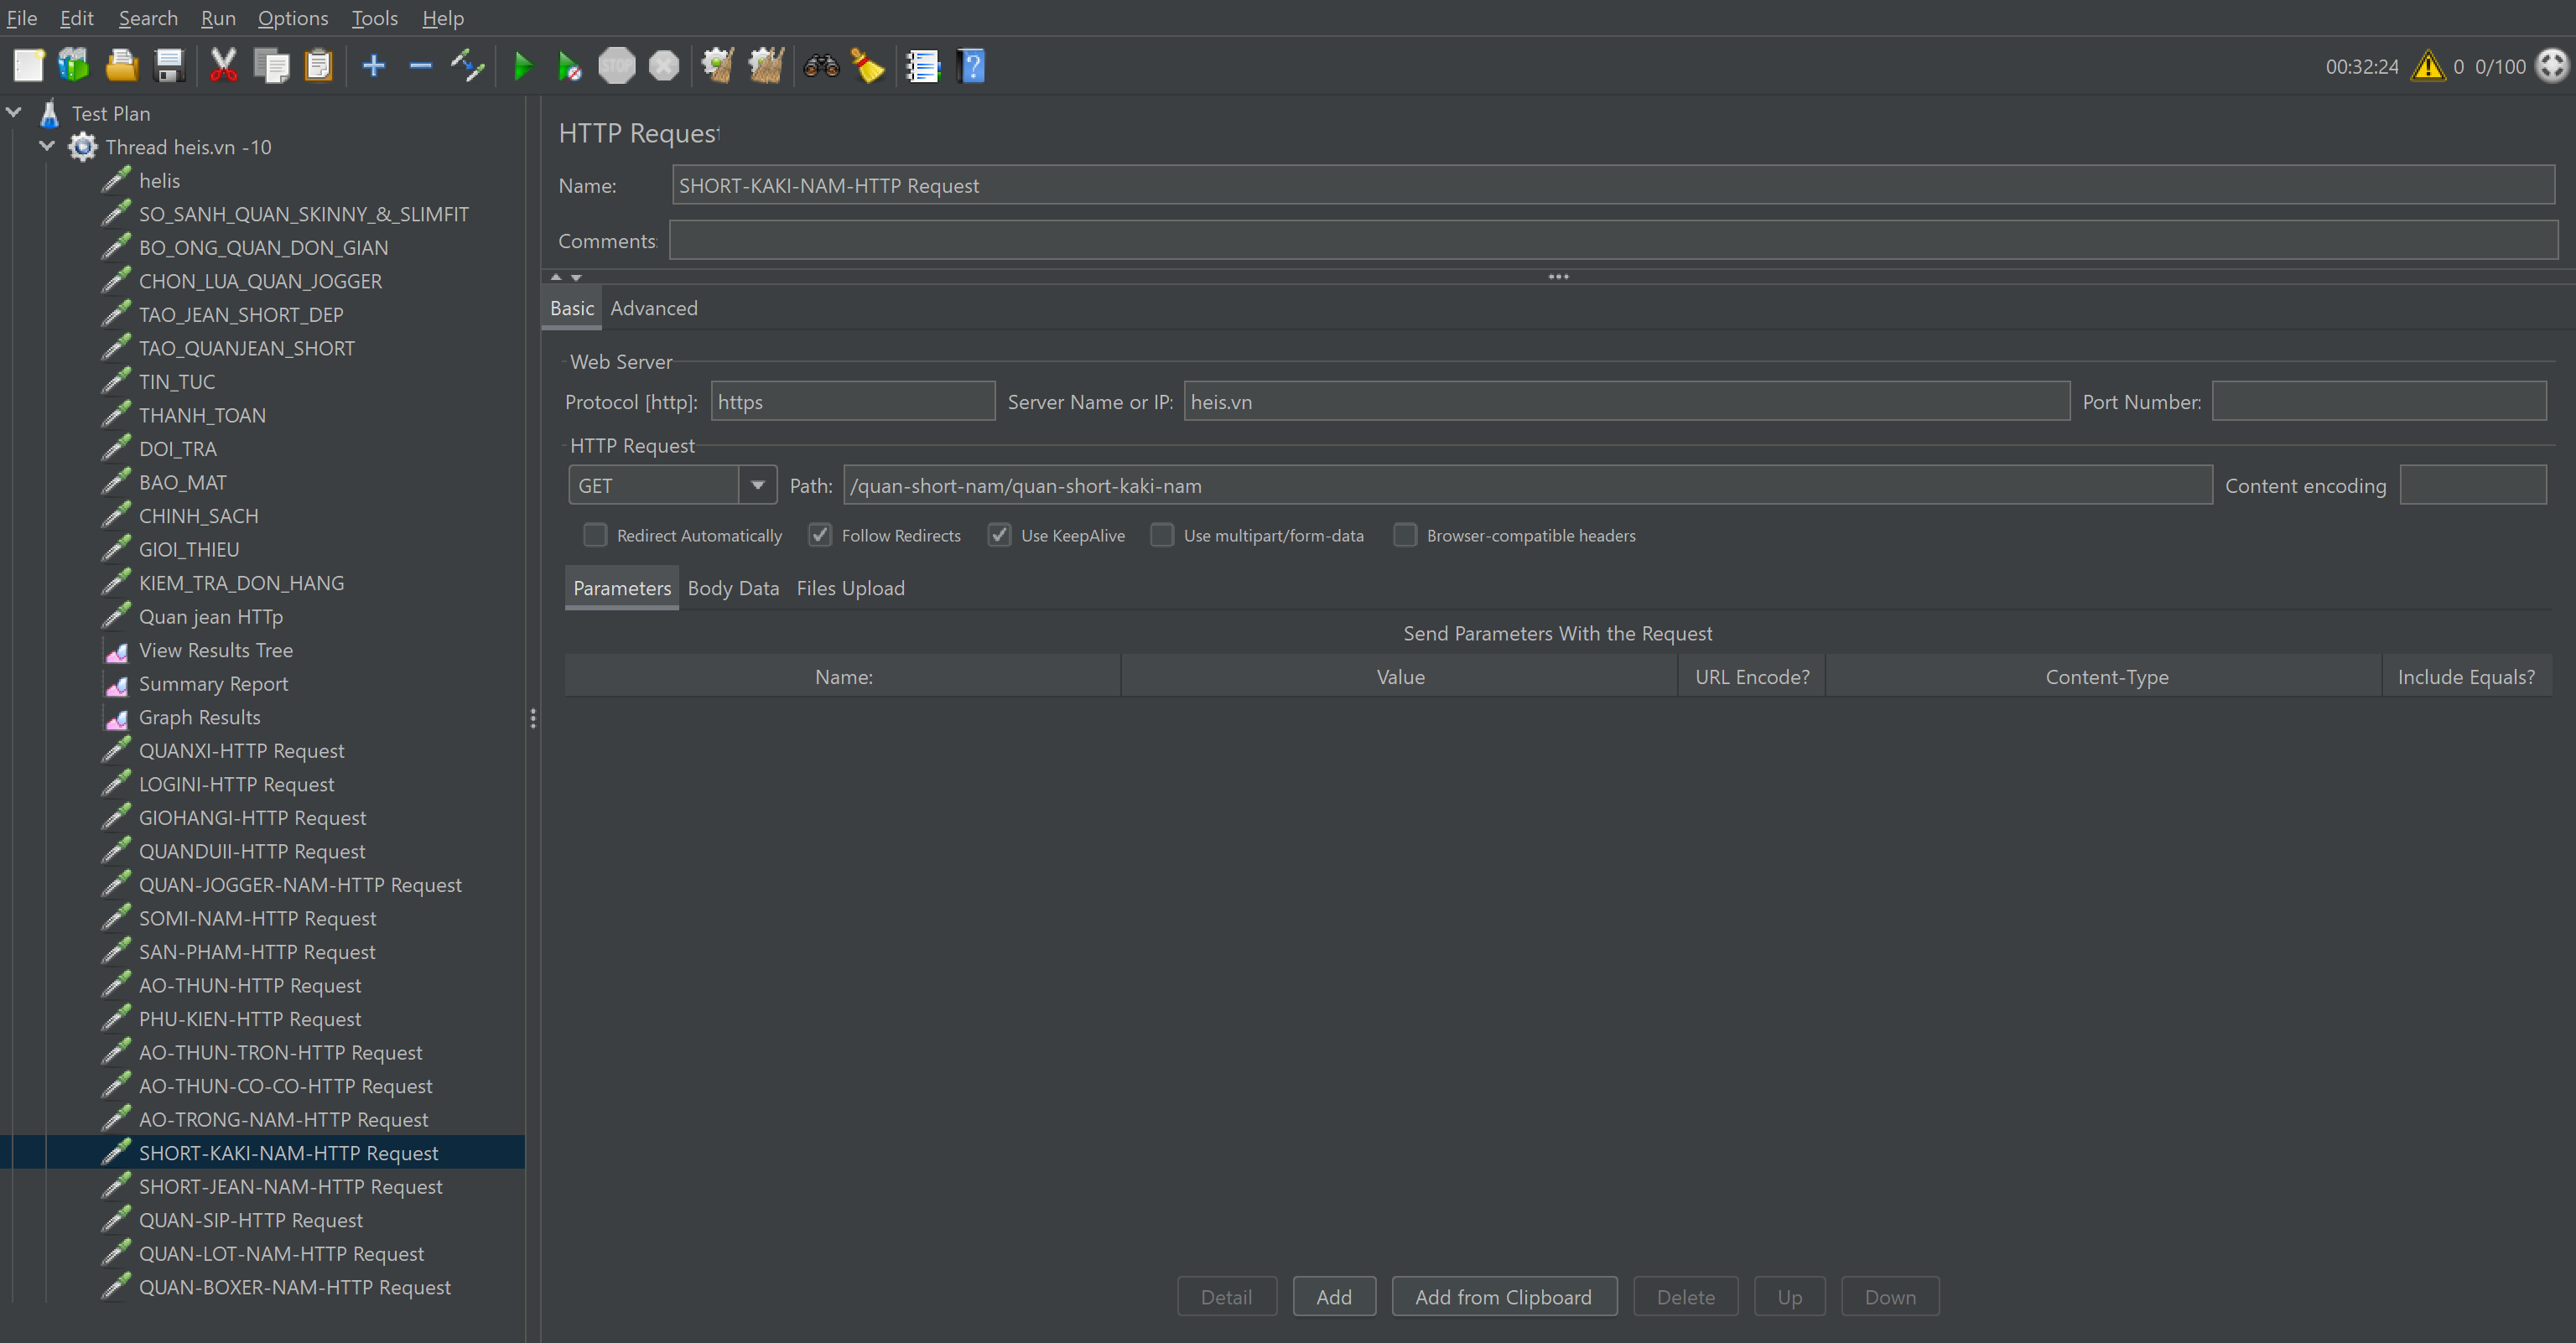 File Edit Search Run Options Tools Help
STOP
00:32:24 0 0/100
Test Plan
Thread heis.vn -10
helis
SO_SANH_QUAN_SKINNY_&_SLIMFIT
BO_ONG_QUAN_DON_GIAN
CHON_LUA_QUAN_JOGGER
TAO_JEAN_SHORT_DEP
TAO_QUANJEAN_SHORT
TIN_TUC
THANH_TOAN
DOI_TRA
BAO_MAT
CHINH_SACH
GIOI_THIEU
KIEM_TRA_DON_HANG
Quan jean HTTp
View Results Tree
Summary Report
Graph Results
QUANXI-HTTP Request
LOGINI-HTTP Request
GIOHANGI-HTTP Request
QUANDUII-HTTP Request
QUAN-JOGGER-NAM-HTTP Request
SOMI-NAM-HTTP Request
SAN-PHAM-HTTP Request
AO-THUN-HTTP Request
PHU-KIEN-HTTP Request
AO-THUN-TRON-HTTP Request
AO-THUN-CO-CO-HTTP Request
AO-TRONG-NAM-HTTP Request
SHORT-KAKI-NAM-HTTP Request
SHORT-JEAN-NAM-HTTP Request
QUAN-SIP-HTTP Request
QUAN-LOT-NAM-HTTP Request
QUAN-BOXER-NAM-HTTP Request
HTTP Request
Name: SHORT-KAKI-NAM-HTTP Request
Comments:
Basic Advanced
Web Server
Protocol [http]: https Server Name or IP: heis.vn Port Number:
HTTP Request
GET Path: /quan-short-nam/quan-short-kaki-nam Content encoding
Redirect Automatically Follow Redirects Use KeepAlive Use multipart/form-data Browser-compatible headers
Parameters Body Data Files Upload
Send Parameters With the Request
Name: Value URL Encode? Content-Type Include Equals?
Detail Add Add from Clipboard Delete Up Down